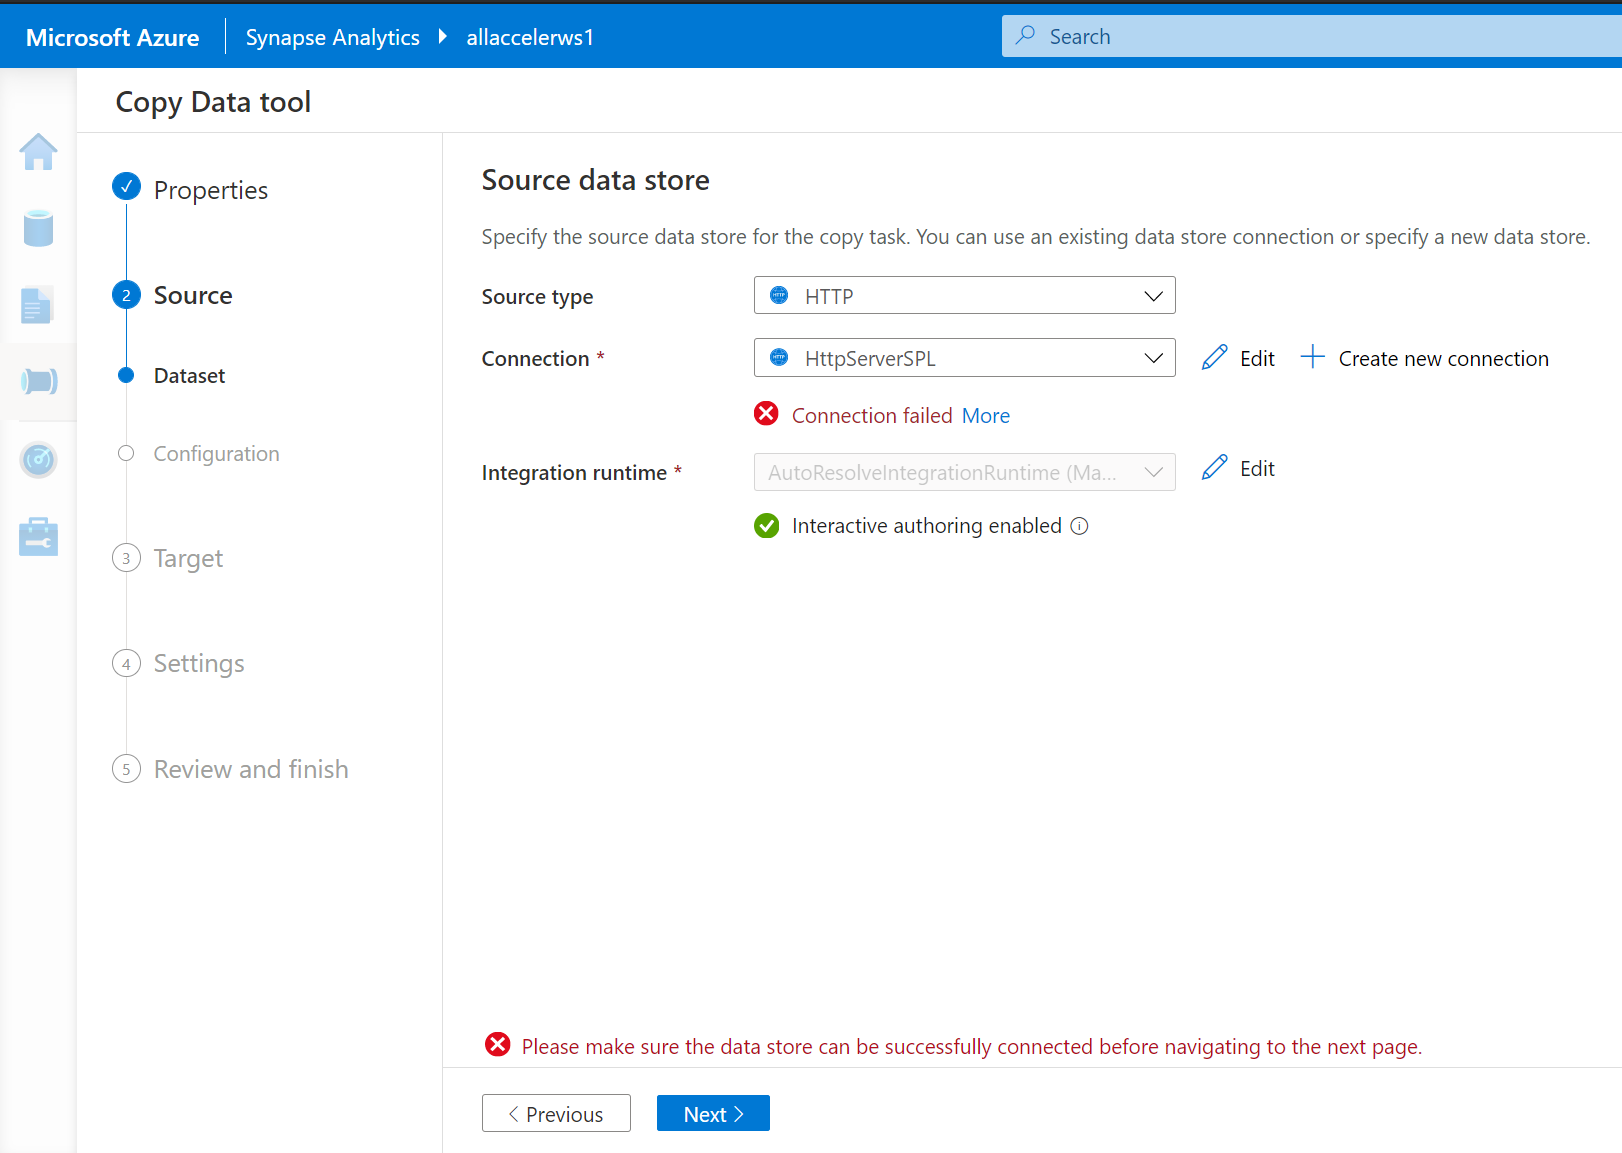 Microsoft Azure
Synapse Analytics
allaccelerws1
Search
Copy Data tool
Properties
2 Source
Dataset
Configuration
3 Target
4 Settings
5 Review and finish
Source data store
Specify the source data store for the copy task. You can use an existing data store connection or specify a new data store.
Source type
HTTP
Connection *
HttpServerSPL
Edit
Create new connection
Connection failed More
Integration runtime *
AutoResolveIntegrationRuntime (Ma...
Edit
Interactive authoring enabled
Please make sure the data store can be successfully connected before navigating to the next page.
Previous
Next